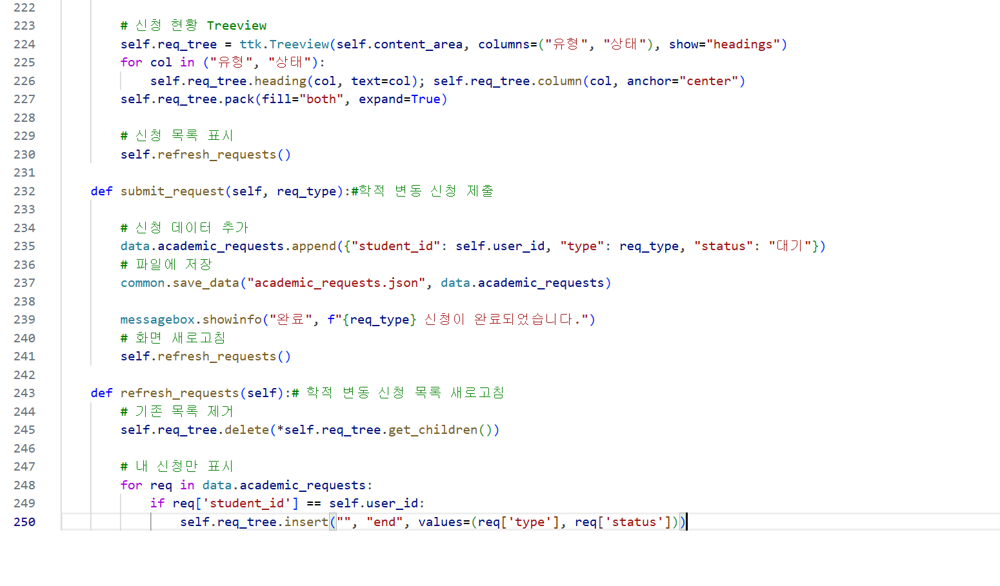 222
223 # 신청 현황 Treeview
224 self.req_tree = ttk.Treeview(self.content_area, columns=("유형", "상태"), show="headings")
225 for col in ("유형", "상태"):
226 self.req_tree.heading(col, text=col); self.req_tree.column(col, anchor="center")
227 self.req_tree.pack(fill="both", expand=True)
228
229 # 신청 목록 표시
230 self.refresh_requests()
231
232 def submit_request(self, req_type):#학적 변동 신청 제출
233
234 # 신청 데이터 추가
235 data.academic_requests.append({"student_id": self.user_id, "type": req_type, "status": "대기"})
236 # 파일에 저장
237 common.save_data("academic_requests.json", data.academic_requests)
238
239 messagebox.showinfo("완료", f"{req_type} 신청이 완료되었습니다.")
240 # 화면 새로고침
241 self.refresh_requests()
242
243 def refresh_requests(self):# 학적 변동 신청 목록 새로고침
244 # 기존 목록 제거
245 self.req_tree.delete(*self.req_tree.get_children())
246
247 # 내 신청만 표시
248 for req in data.academic_requests:
249 if req['student_id'] == self.user_id:
250 self.req_tree.insert("", "end", values=(req['type'], req['status']))